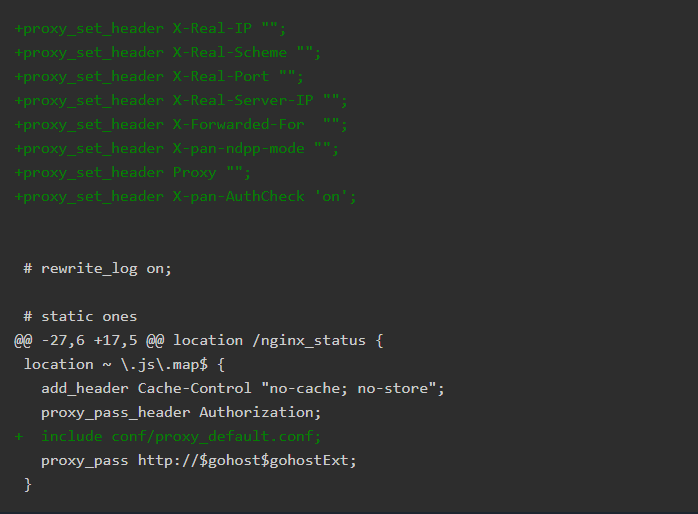 +proxy_set_header X-Real-IP "";
+proxy_set_header X-Real-Scheme "";
+proxy_set_header X-Real-Port "";
+proxy_set_header X-Real-Server-IP "";
+proxy_set_header X-Forwarded-For  "";
+proxy_set_header X-pan-ndpp-mode "";
+proxy_set_header Proxy "";
+proxy_set_header X-pan-AuthCheck 'on';
 # rewrite_log on;
 # static ones
@@ -27,6 +17,5 @@ location /nginx_status {
 location ~ \.js\.map$ {
   add_header Cache-Control "no-cache; no-store";
   proxy_pass_header Authorization;
+  include conf/proxy_default.conf;
   proxy_pass http://$gohost$gohostExt;
 }